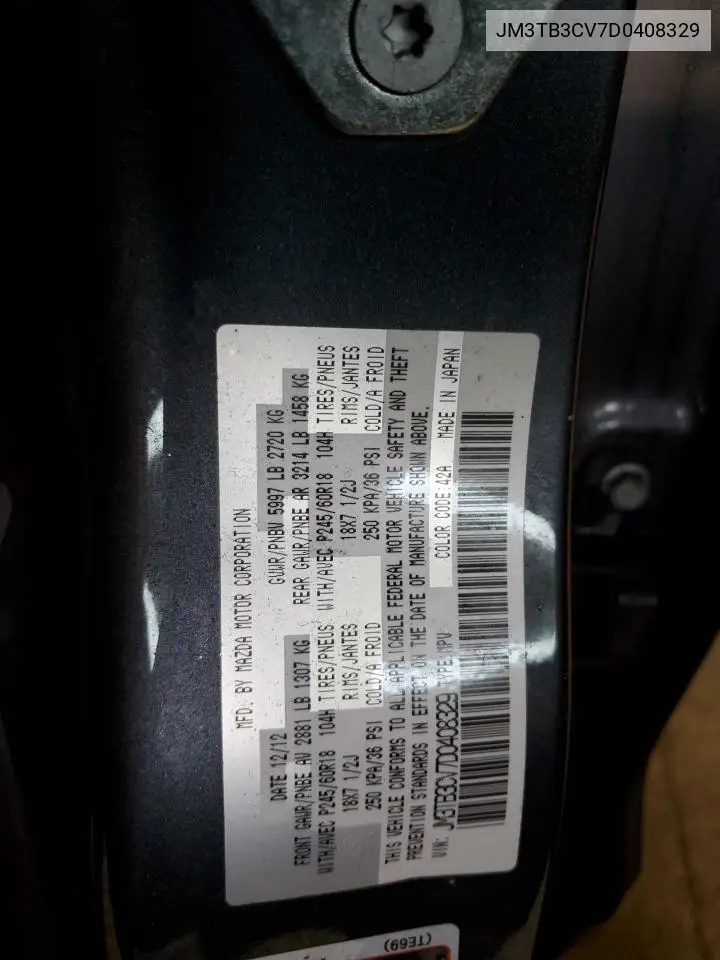 JM3TB3CV7D0408329
MFD. BY MAZDA MOTOR CORPORATION
DATE 12/12 GVWR/PNBV 5997 LB 2720 KG
FRONT GAWR/PNBE AV 2881 LB 1307 KG REAR GAWR/PNBE AR 3214 LB 1458 KG
WITH/AVEC P245/60R18 104H TIRES/PNEUS WITH/AVEC P245/60R18 104H TIRES/PNEUS
18X7 1/2J RIMS/JANTES 18X7 1/2J RIMS/JANTES
250 KPA/36 PSI COLD/A FROID 250 KPA/36 PSI COLD/A FROID
THIS VEHICLE CONFORMS TO ALL APPLICABLE FEDERAL MOTOR VEHICLE SAFETY AND THEFT
PREVENTION STANDARDS IN EFFECT ON THE DATE OF MANUFACTURE SHOWN ABOVE.
VIN: JM3TB3CV7D0408329 TYPE:MPV COLOR CODE:42A MADE IN JAPAN
(TE69)